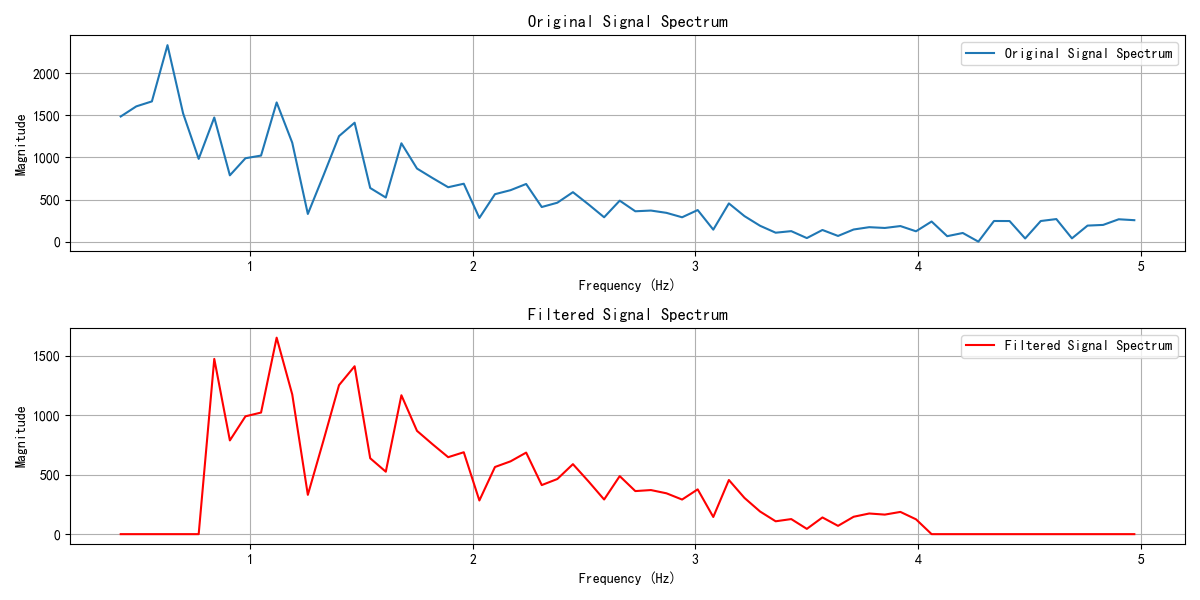 Original Signal Spectrum
Original Signal Spectrum
Magnitude
2000
1500
1000
500
0
1 2 3 4 5
Frequency (Hz)
Filtered Signal Spectrum
Filtered Signal Spectrum
Magnitude
1500
1000
500
0
1 2 3 4 5
Frequency (Hz)